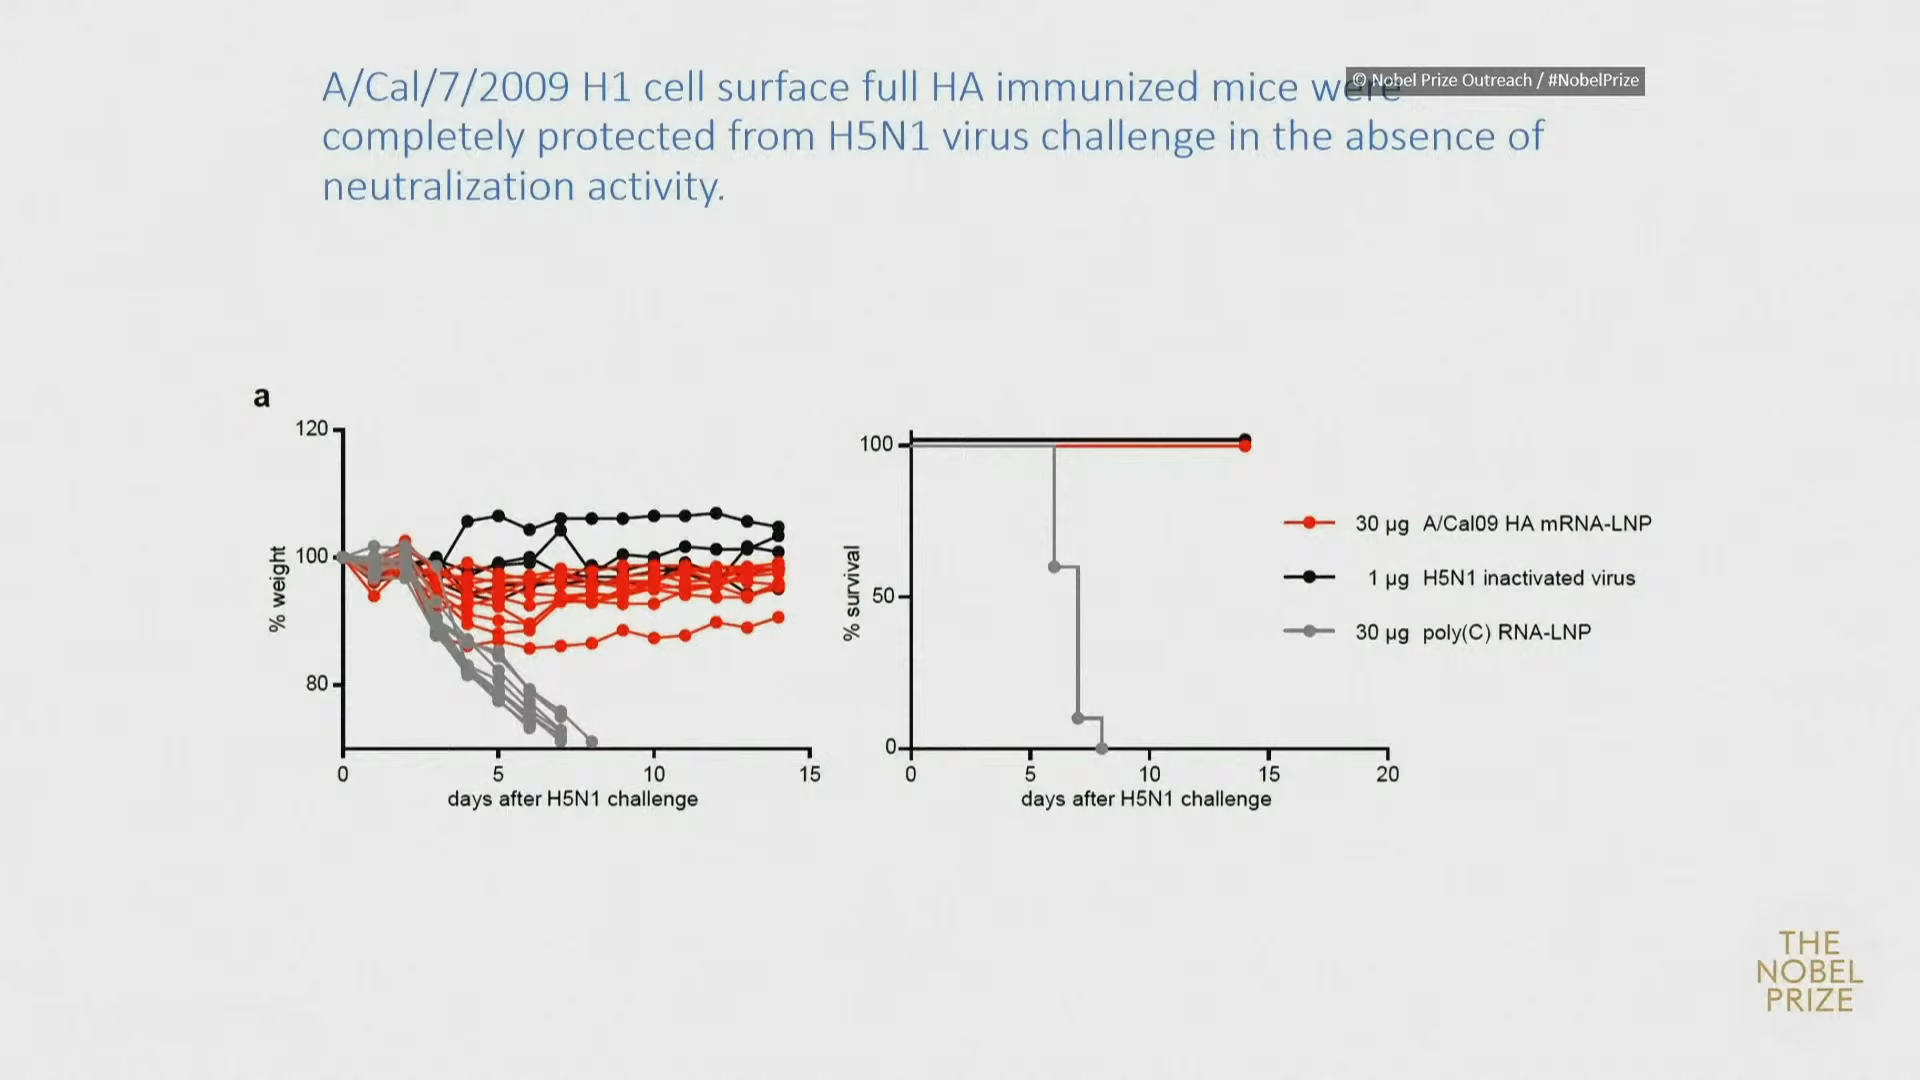 A/Cal/7/2009 H1 cell surface full HA immunized mice were
© Nobel Prize Outreach / #NobelPrize
completely protected from H5N1 virus challenge in the absence of
neutralization activity.
a
120
100
80
% weight
0 5 10 15
days after H5N1 challenge
100
50
0
% survival
0 5 10 15 20
days after H5N1 challenge
30 µg A/Cal09 HA mRNA-LNP
1 µg H5N1 inactivated virus
30 µg poly(C) RNA-LNP
THE
NOBEL
PRIZE